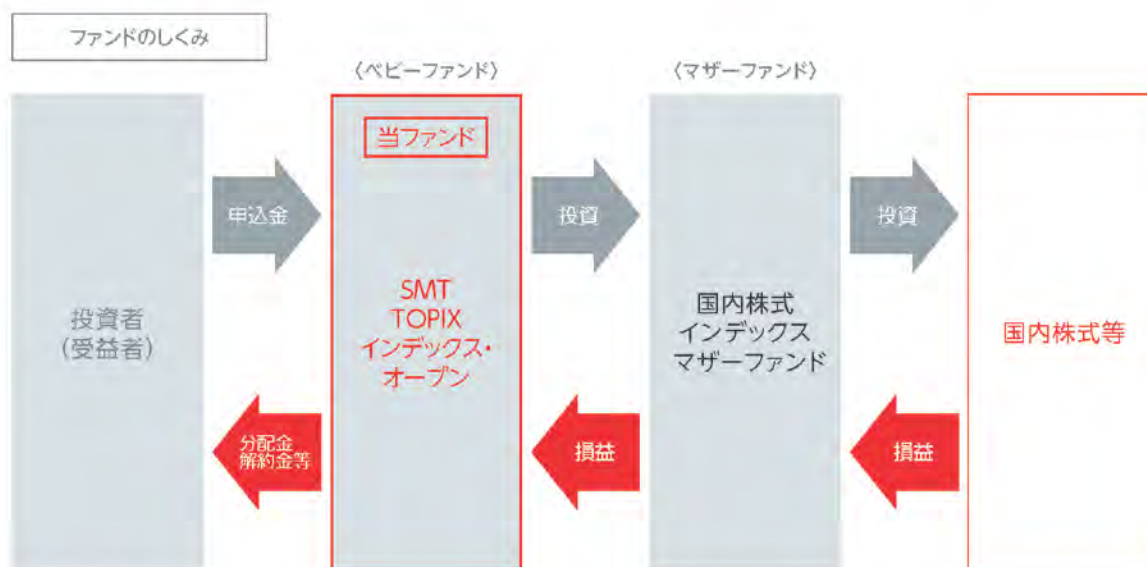 ファンドのしくみ
〈ベビーファンド〉
〈マザーファンド〉
当ファンド
申込金
投資
投資
投資者
(受益者)
SMT
TOPIX
インデックス・
オープン
国内株式
インデックス
マザーファンド
国内株式等
分配金
解約金等
損益
損益